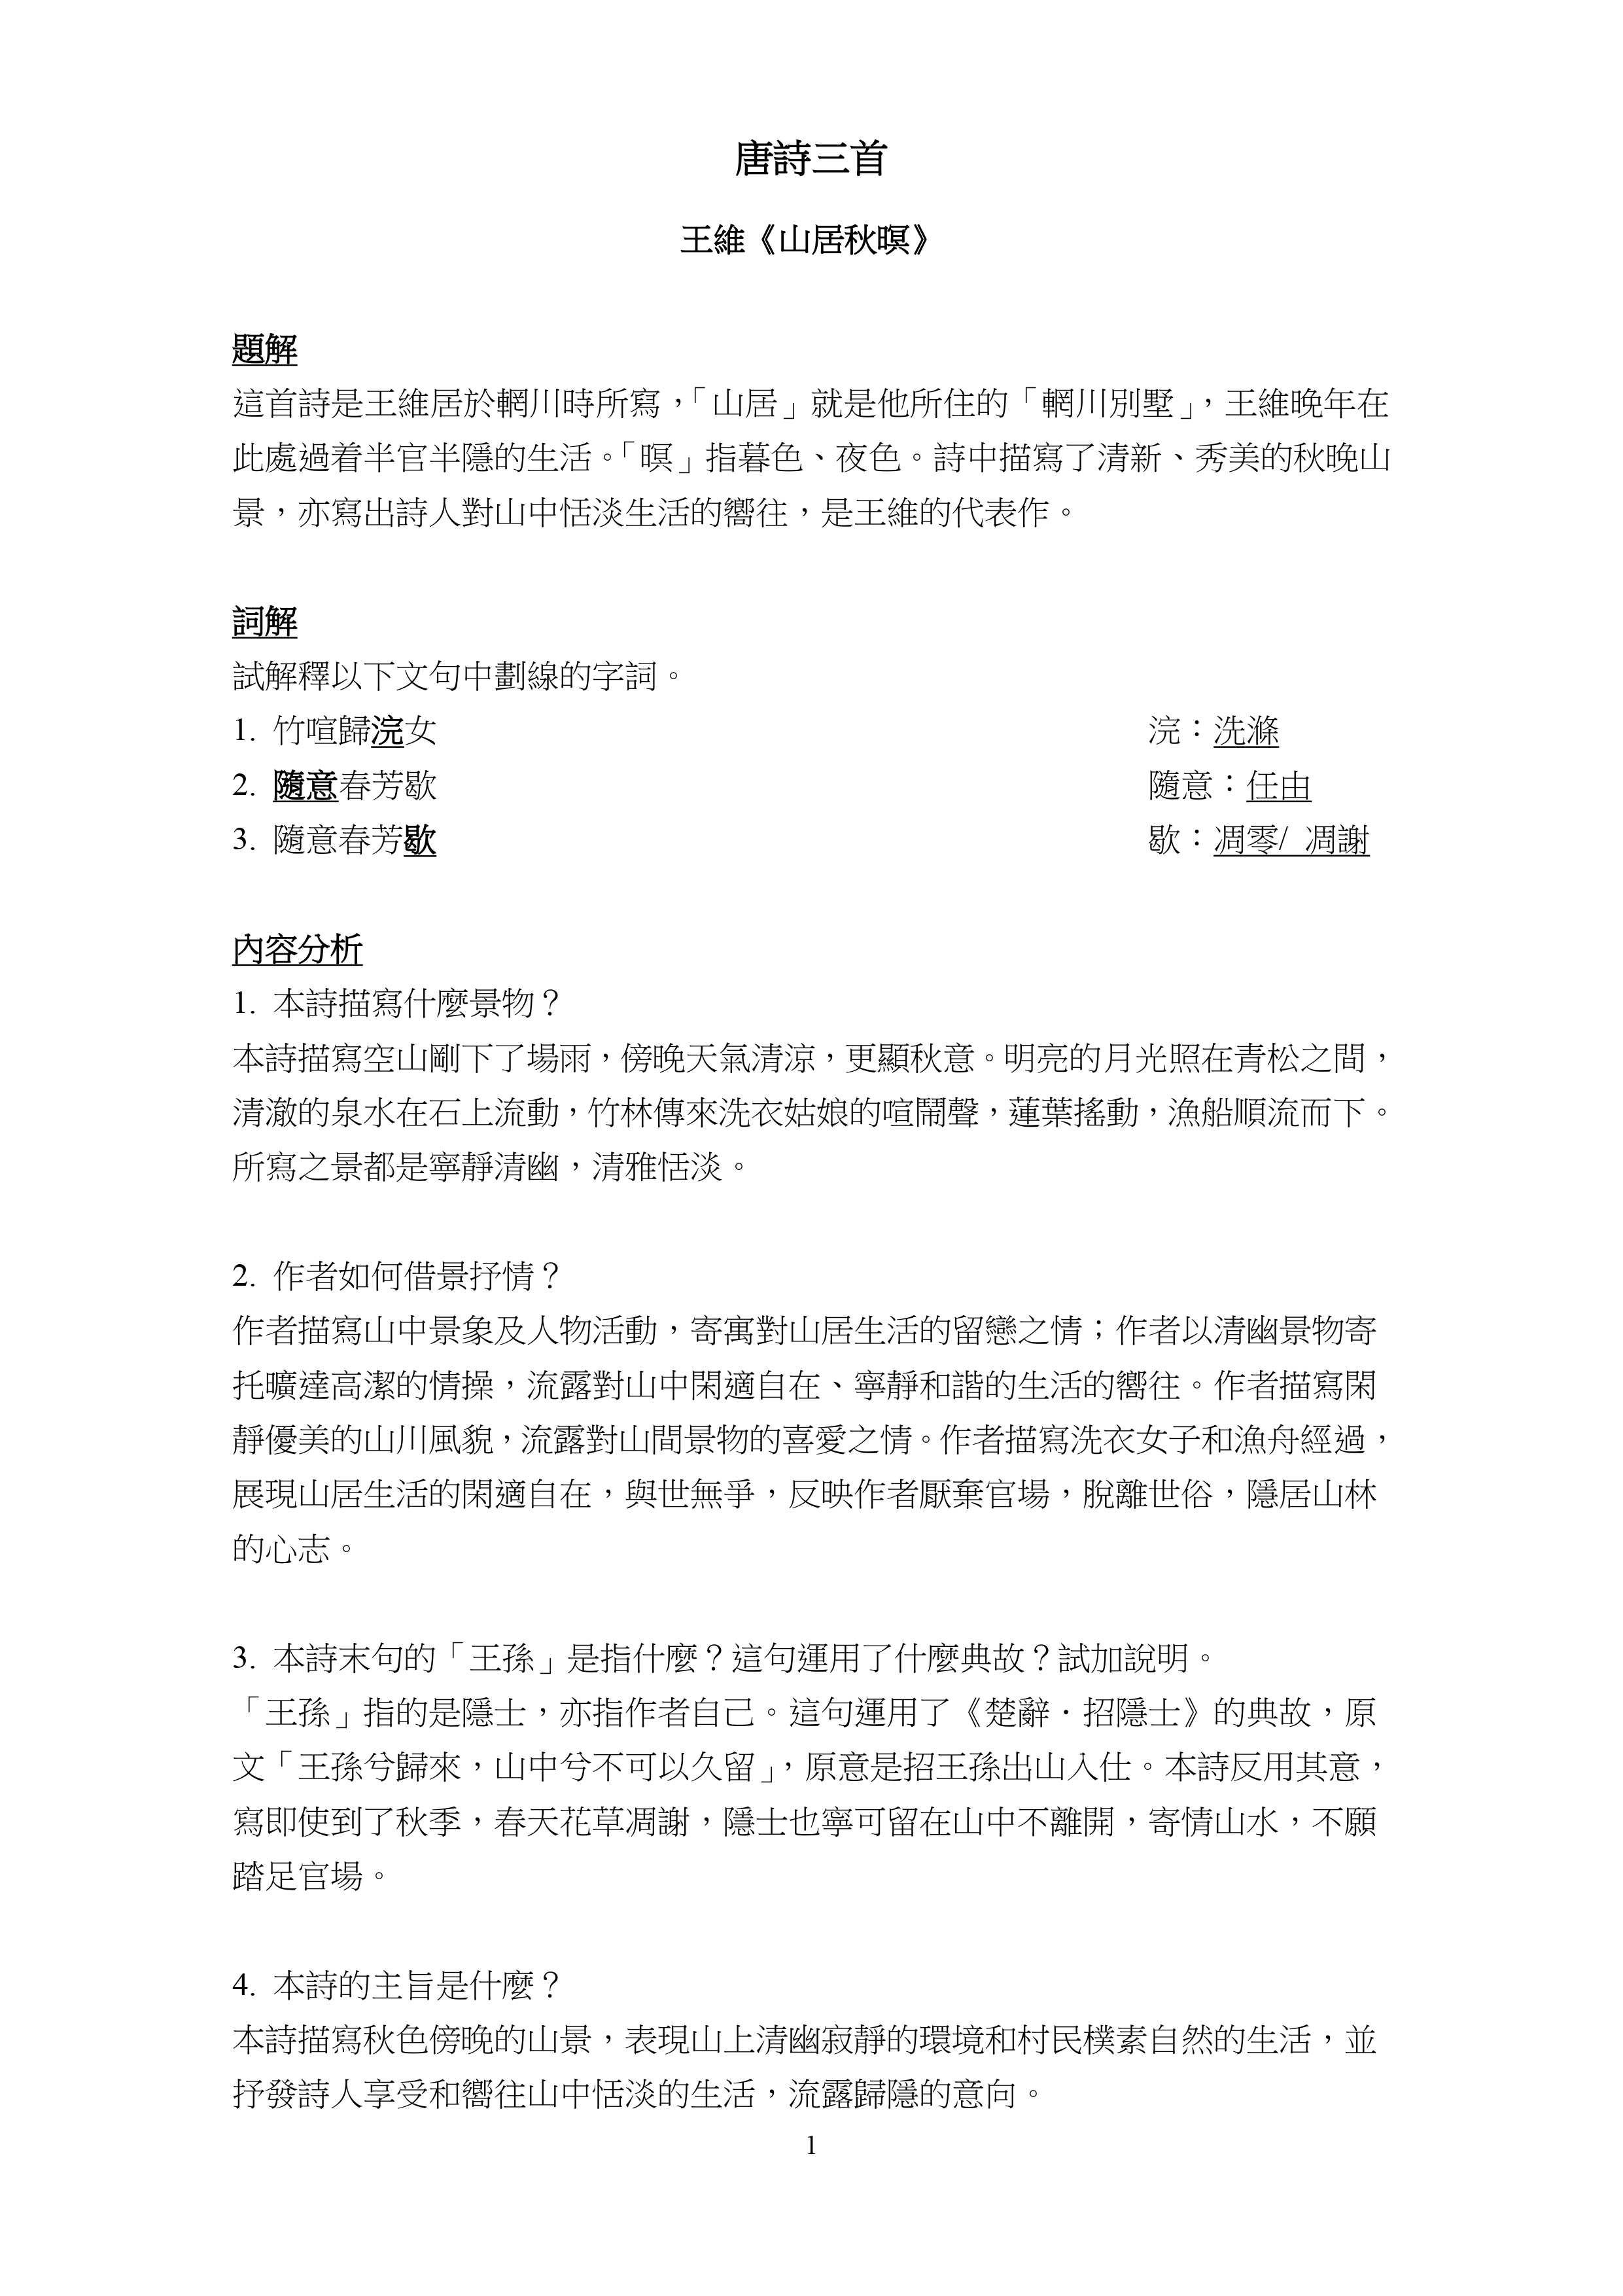 唐詩三首
王維《山居秋暝》
題解
這首詩是王維居於輞川時所寫，「山居」就是他所住的「輞川別墅」，王維晚年在
此處過着半官半隱的生活。「暝」指暮色、夜色。詩中描寫了清新、秀美的秋晚山
景，亦寫出詩人對山中恬淡生活的嚮往，是王維的代表作。
詞解
試解釋以下文句中劃線的字詞。
1. 竹喧歸浣女 浣：洗滌
2. 隨意春芳歇 隨意：任由
3. 隨意春芳歇 歇：凋零/ 凋謝
內容分析
1. 本詩描寫什麼景物？
本詩描寫空山剛下了場雨，傍晚天氣清涼，更顯秋意。明亮的月光照在青松之間，
清澈的泉水在石上流動，竹林傳來洗衣姑娘的喧鬧聲，蓮葉搖動，漁船順流而下。
所寫之景都是寧靜清幽，清雅恬淡。
2. 作者如何借景抒情？
作者描寫山中景象及人物活動，寄寓對山居生活的留戀之情；作者以清幽景物寄
托曠達高潔的情操，流露對山中閑適自在、寧靜和諧的生活的嚮往。作者描寫閑
靜優美的山川風貌，流露對山間景物的喜愛之情。作者描寫洗衣女子和漁舟經過，
展現山居生活的閑適自在，與世無爭，反映作者厭棄官場，脫離世俗，隱居山林
的心志。
3. 本詩末句的「王孫」是指什麼？這句運用了什麼典故？試加說明。
「王孫」指的是隱士，亦指作者自己。這句運用了《楚辭．招隱士》的典故，原
文「王孫兮歸來，山中兮不可以久留」，原意是招王孫出山入仕。本詩反用其意，
寫即使到了秋季，春天花草凋謝，隱士也寧可留在山中不離開，寄情山水，不願
踏足官場。
4. 本詩的主旨是什麼？
本詩描寫秋色傍晚的山景，表現山上清幽寂靜的環境和村民樸素自然的生活，並
抒發詩人享受和嚮往山中恬淡的生活，流露歸隱的意向。
1